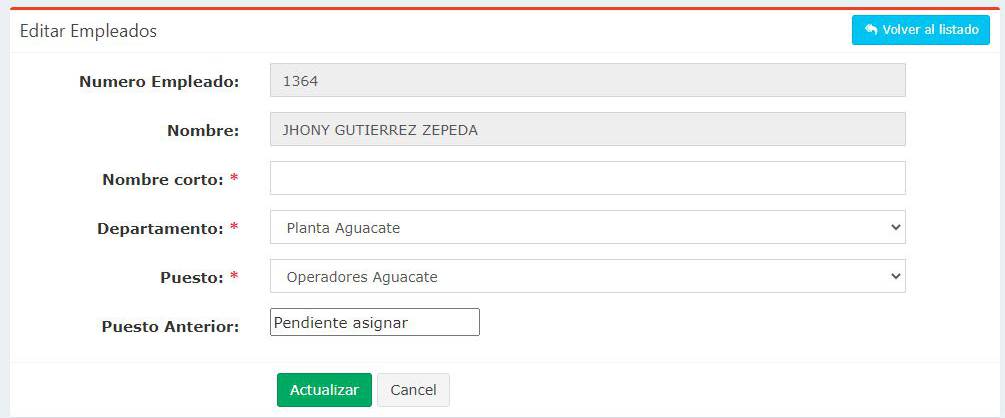 Editar Empleados
Volver al listado
Numero Empleado: 1364
Nombre: JHONY GUTIERREZ ZEPEDA
Nombre corto: *
Departamento: * Planta Aguacate
Puesto: * Operadores Aguacate
Puesto Anterior: Pendiente asignar
Actualizar Cancel